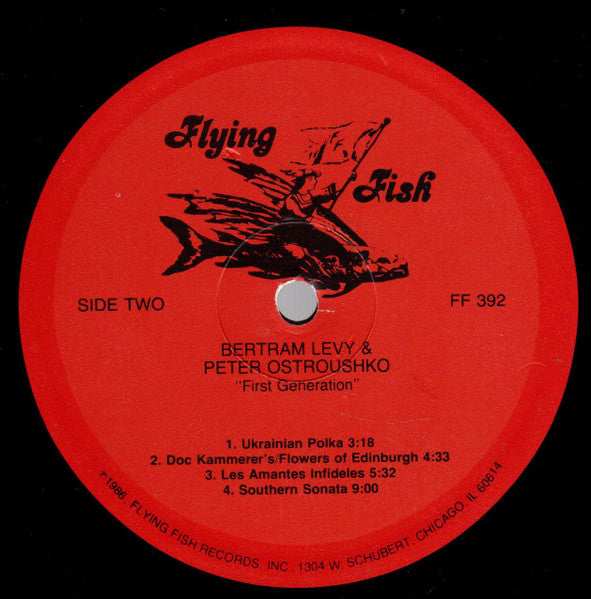 Flying
Fish
SIDE TWO
FF 392
BERTRAM LEVY &
PETER OSTROUSHKO
"First Generation"
1. Ukrainian Polka 3:18
2. Doc Kammerer's/Flowers of Edinburgh 4:33
3. Les Amantes Infideles 5:32
4. Southern Sonata 9:00
℗1986, FLYING FISH RECORDS, INC. 1304 W. SCHUBERT, CHICAGO, IL 60614